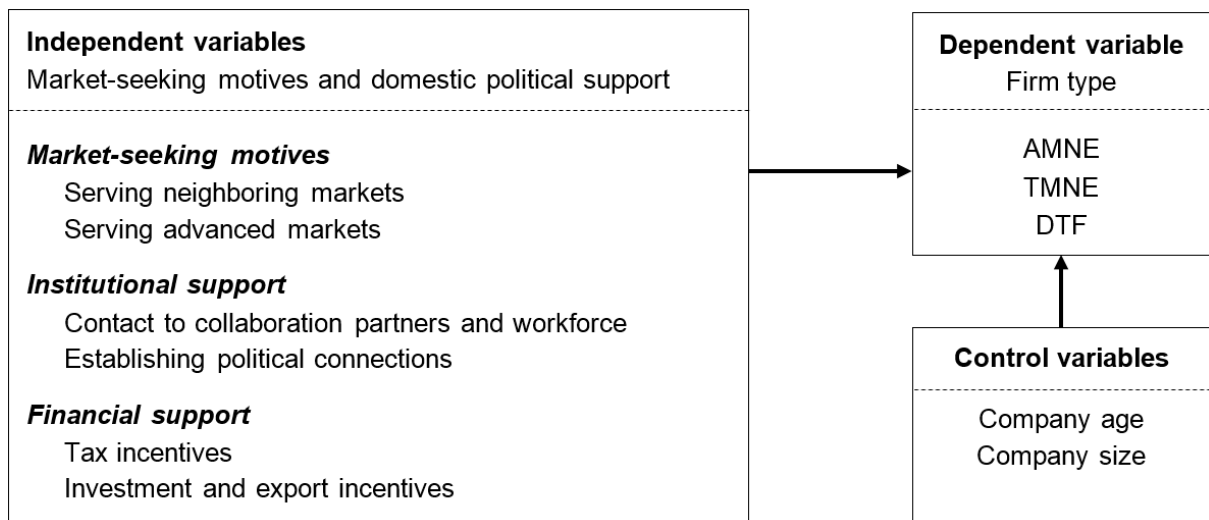 Independent variables
Market-seeking motives and domestic political support
Market-seeking motives
Serving neighboring markets
Serving advanced markets
Institutional support
Contact to collaboration partners and workforce
Establishing political connections
Financial support
Tax incentives
Investment and export incentives
Dependent variable
Firm type
AMNE
TMNE
DTF
Control variables
Company age
Company size